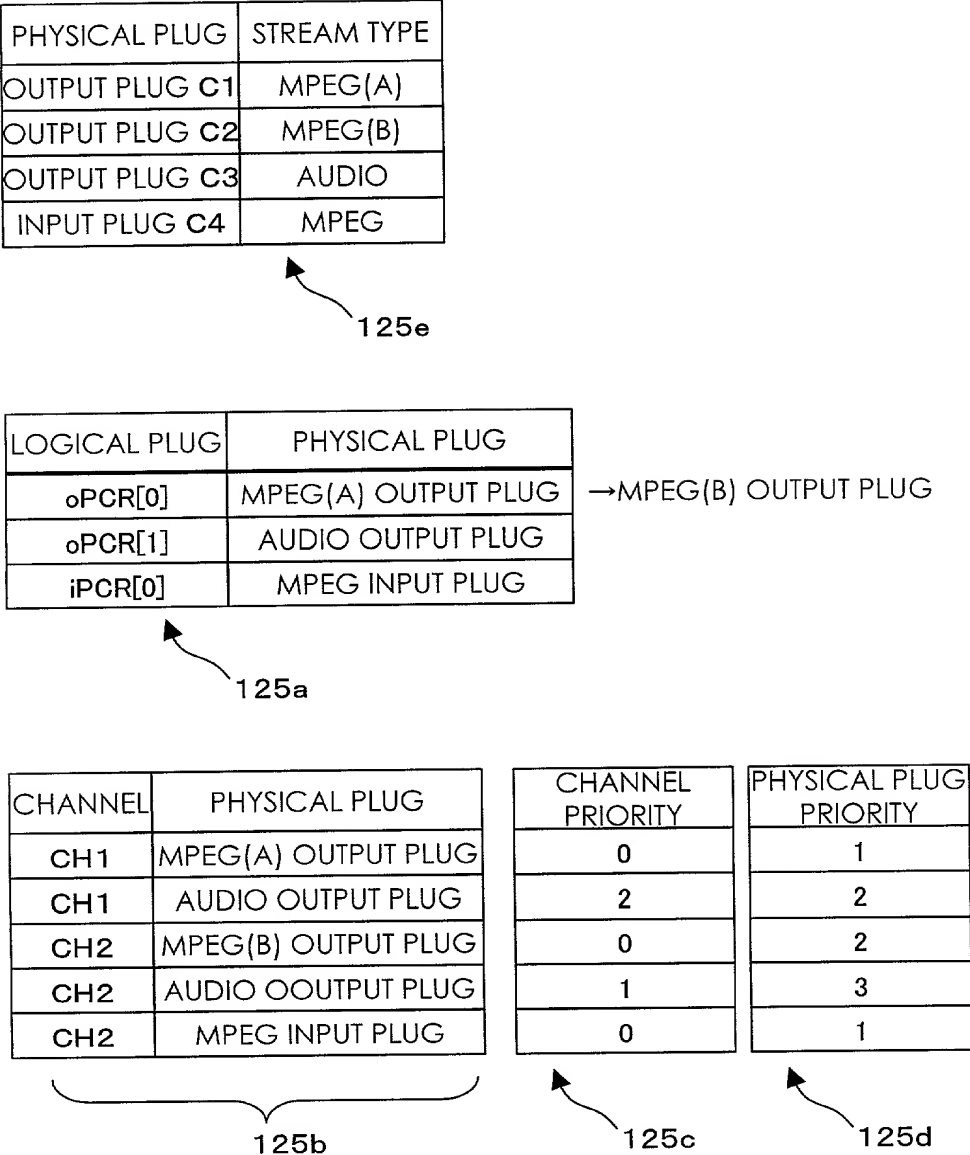 PHYSICAL PLUG STREAM TYPE
OUTPUT PLUG C1 MPEG(A)
OUTPUT PLUG C2 MPEG(B)
OUTPUT PLUG C3 AUDIO
INPUT PLUG C4 MPEG
125e
LOGICAL PLUG PHYSICAL PLUG
oPCR[0] MPEG(A) OUTPUT PLUG →MPEG(B) OUTPUT PLUG
oPCR[1] AUDIO OUTPUT PLUG
iPCR[0] MPEG INPUT PLUG
125a
CHANNEL PHYSICAL PLUG
CH1 MPEG(A) OUTPUT PLUG
CH1 AUDIO OUTPUT PLUG
CH2 MPEG(B) OUTPUT PLUG
CH2 AUDIO OOUTPUT PLUG
CH2 MPEG INPUT PLUG
125b
CHANNEL
PRIORITY
0
2
0
1
0
125c
PHYSICAL PLUG
PRIORITY
1
2
2
3
1
125d